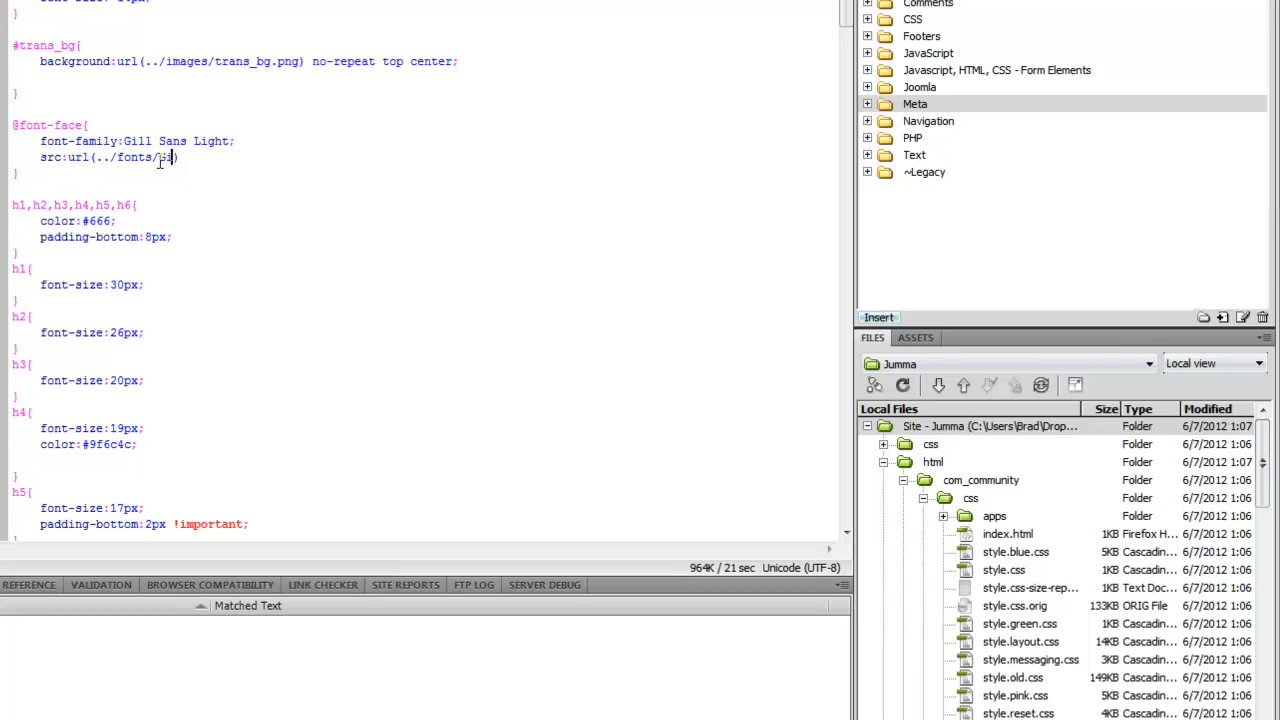 }
#trans_bg{
background:url(../images/trans_bg.png) no-repeat top center;
}
@font-face{
font-family:Gill Sans Light;
src:url(../fonts/
}
h1,h2,h3,h4,h5,h6{
color:#666;
padding-bottom:8px;
}
h1{
font-size:30px;
}
h2{
font-size:26px;
}
h3{
font-size:20px;
}
h4{
font-size:19px;
color:#9f6c4c;
}
h5{
font-size:17px;
padding-bottom:2px !important;
964K / 21 sec Unicode (UTF-8)
REFERENCE VALIDATION BROWSER COMPATIBILITY LINK CHECKER SITE REPORTS FTP LOG SERVER DEBUG
Matched Text
Comments
CSS
Footers
JavaScript
Javascript, HTML, CSS - Form Elements
Joomla
Meta
Navigation
PHP
Text
~Legacy
Insert
FILES ASSETS
Jumma Local view
Local Files Size Type Modified
Site - Jumma (C:\Users\Brad\Drop... Folder 6/7/2012 1:07
css Folder 6/7/2012 1:06
html Folder 6/7/2012 1:07
com_community Folder 6/7/2012 1:06
css Folder 6/7/2012 1:06
apps Folder 6/7/2012 1:06
index.html 1KB Firefox H... 6/7/2012 1:06
style.blue.css 5KB Cascadin... 6/7/2012 1:06
style.css 1KB Cascadin... 6/7/2012 1:06
style.css-size-rep... 1KB Text Doc... 6/7/2012 1:06
style.css.orig 133KB ORIG File 6/7/2012 1:06
style.green.css 1KB Cascadin... 6/7/2012 1:06
style.layout.css 14KB Cascadin... 6/7/2012 1:06
style.messaging.css 3KB Cascadin... 6/7/2012 1:06
style.old.css 149KB Cascadin... 6/7/2012 1:06
style.pink.css 5KB Cascadin... 6/7/2012 1:06
style.reset.css 4KB Cascadin... 6/7/2012 1:06